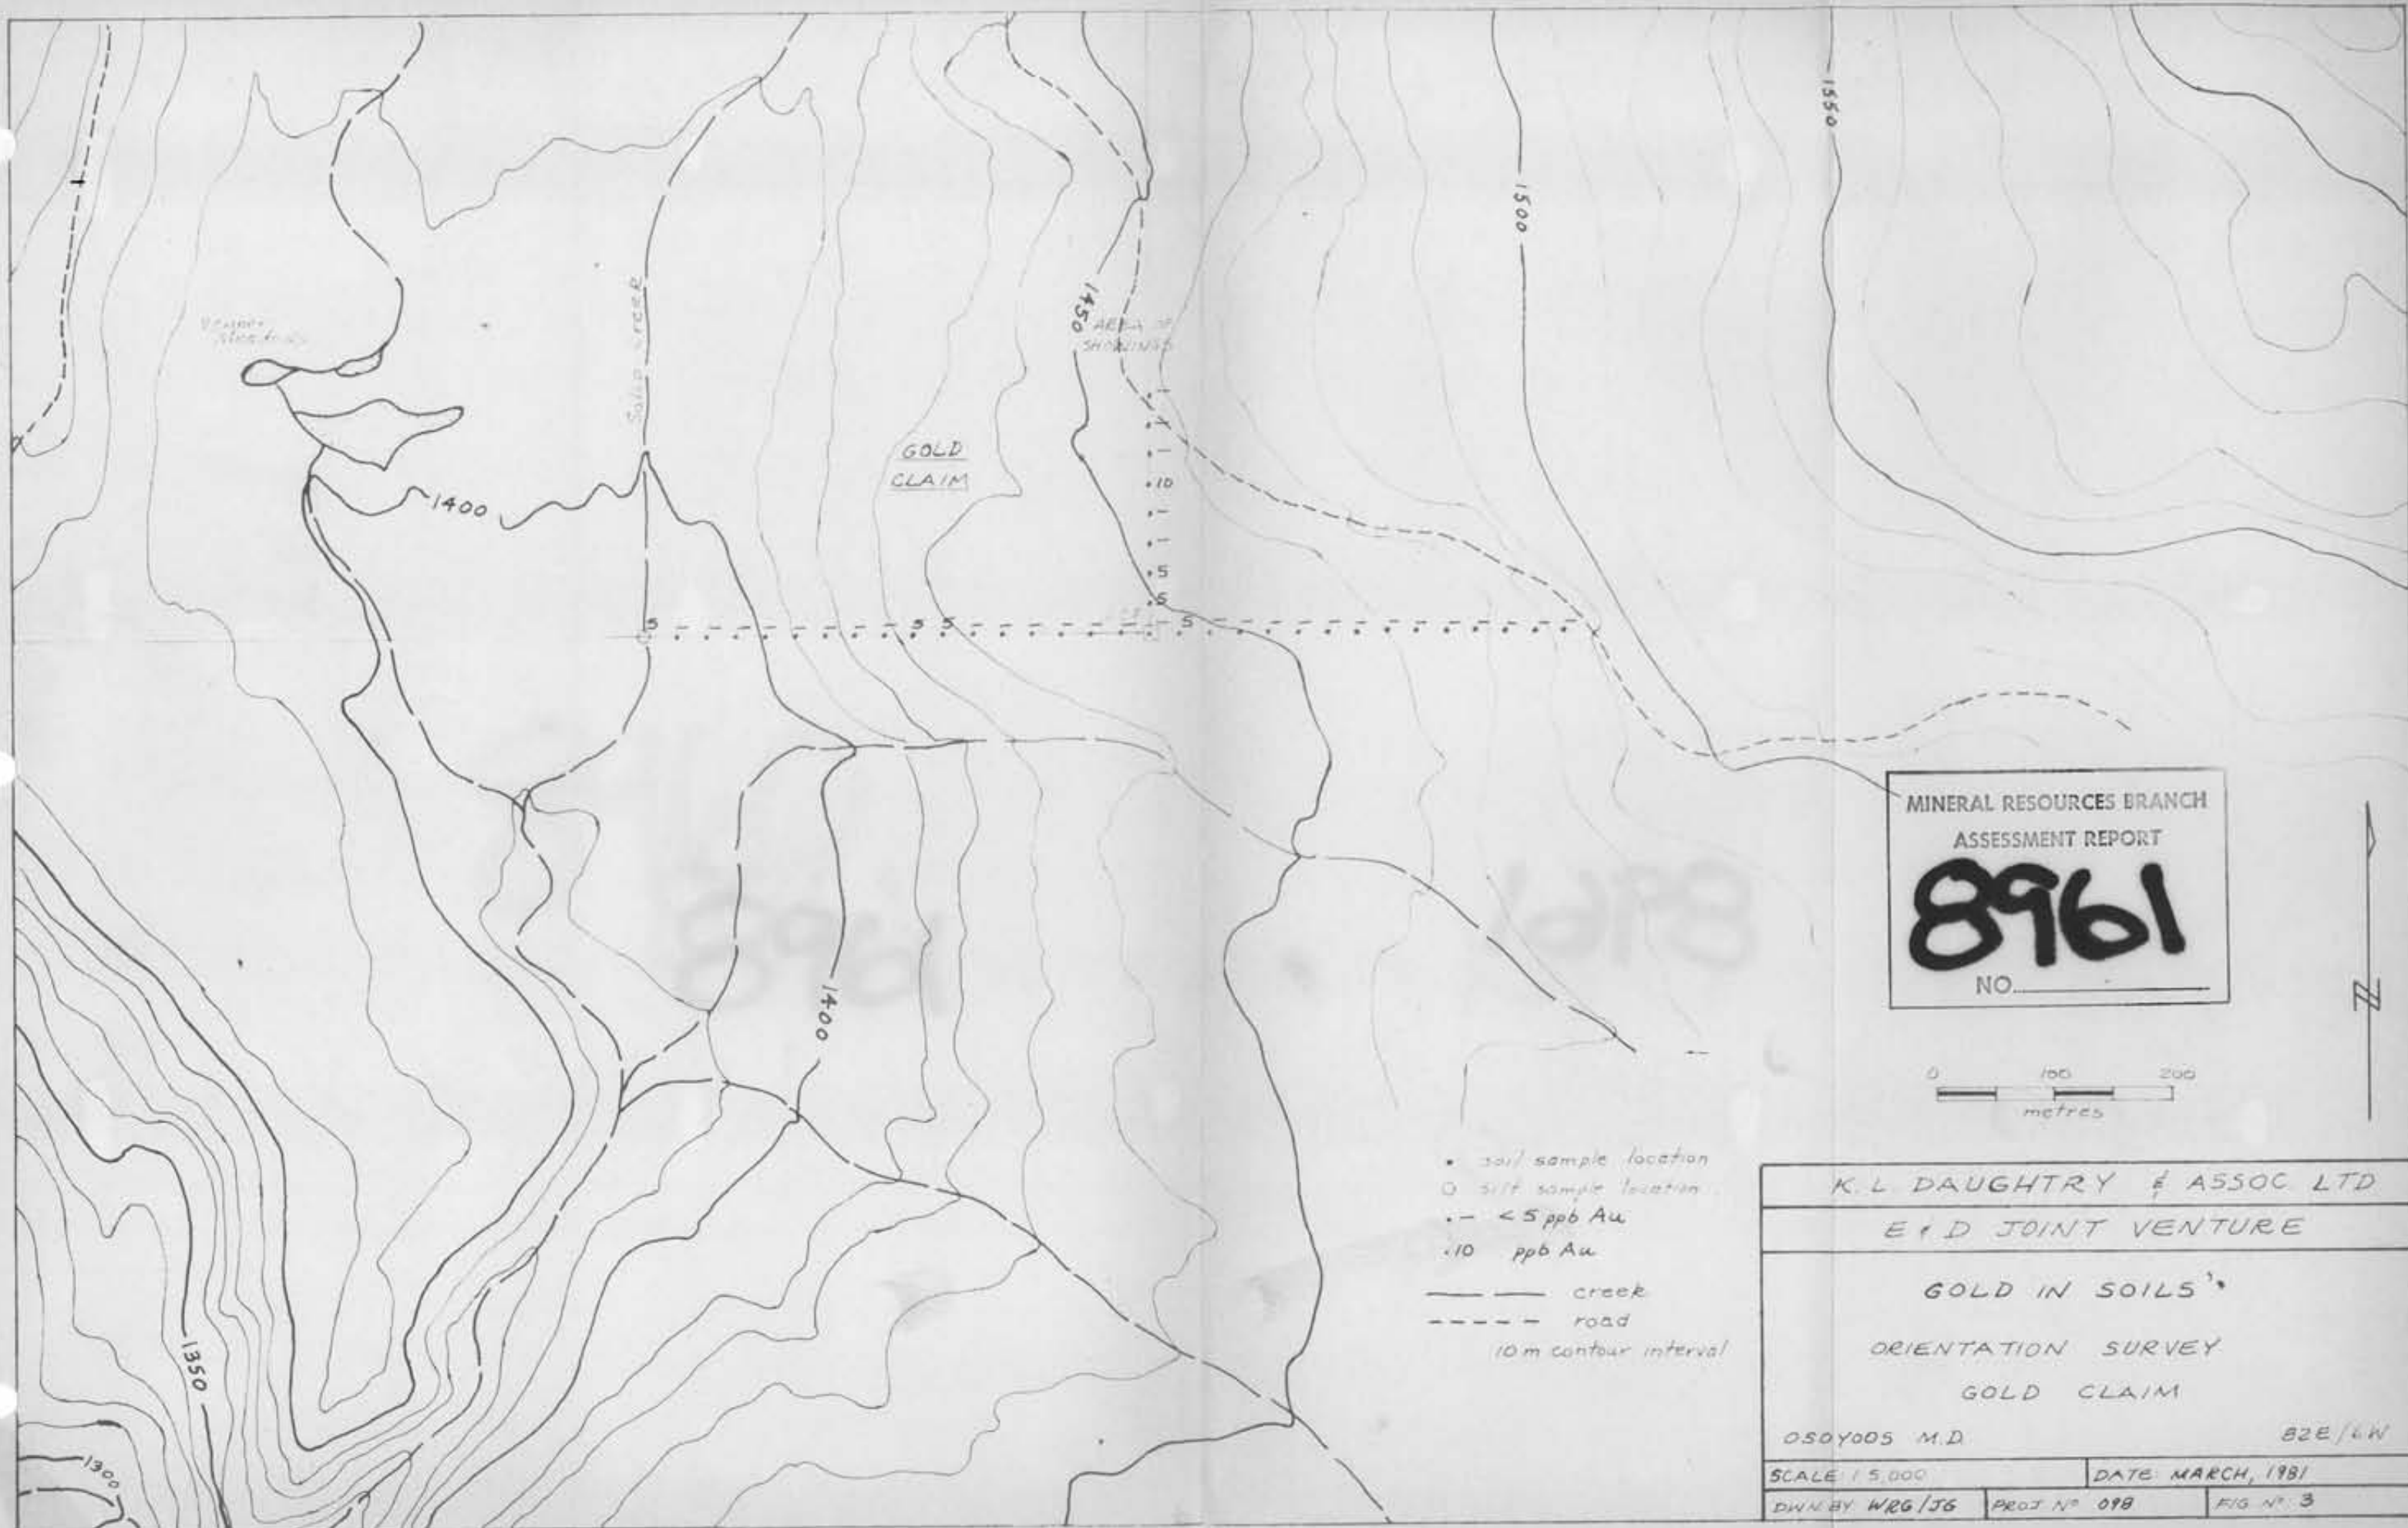 1550
1500
Solco creek
1450
AREA OF
SHOWINGS
GOLD
CLAIM
-
-
-
10
-
-
5
5
1400
5
5 5
5
MINERAL RESOURCES BRANCH
ASSESSMENT REPORT
8961
NO.
1400
0 100 200
metres
N
• soil sample location
O silt sample location
.- < 5 ppb Au
.10 ppb Au
creek
road
10 m contour interval
K. L. DAUGHTRY & ASSOC. LTD
E & D JOINT VENTURE
GOLD IN SOILS
ORIENTATION SURVEY
GOLD CLAIM
OSOYOOS M.D. 82E/6W
SCALE 1:5,000 DATE: MARCH, 1981
DWN BY WRG/JG PROJ Nº 098 FIG Nº 3
1350
1300